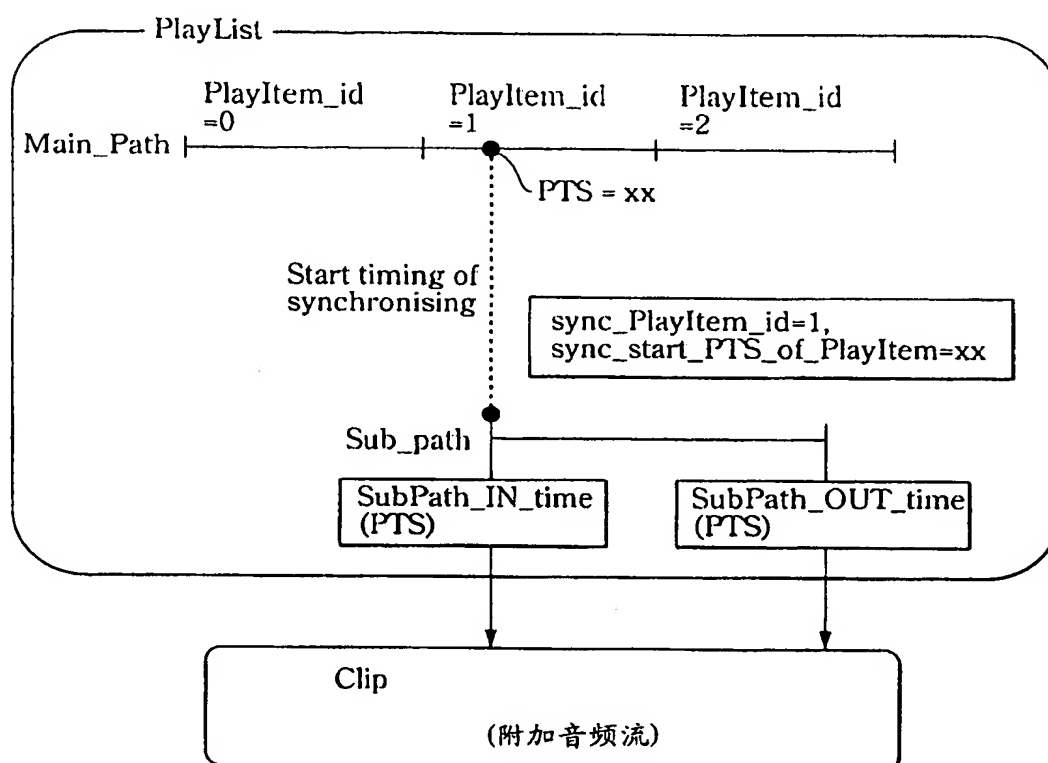 PlayList
PlayItem_id
=0
PlayItem_id
=1
PlayItem_id
=2
Main_Path
PTS = xx
Start timing of
synchronising
sync_PlayItem_id=1,
sync_start_PTS_of_PlayItem=xx
Sub_path
SubPath_IN_time
(PTS)
SubPath_OUT_time
(PTS)
Clip
(附加音频流)